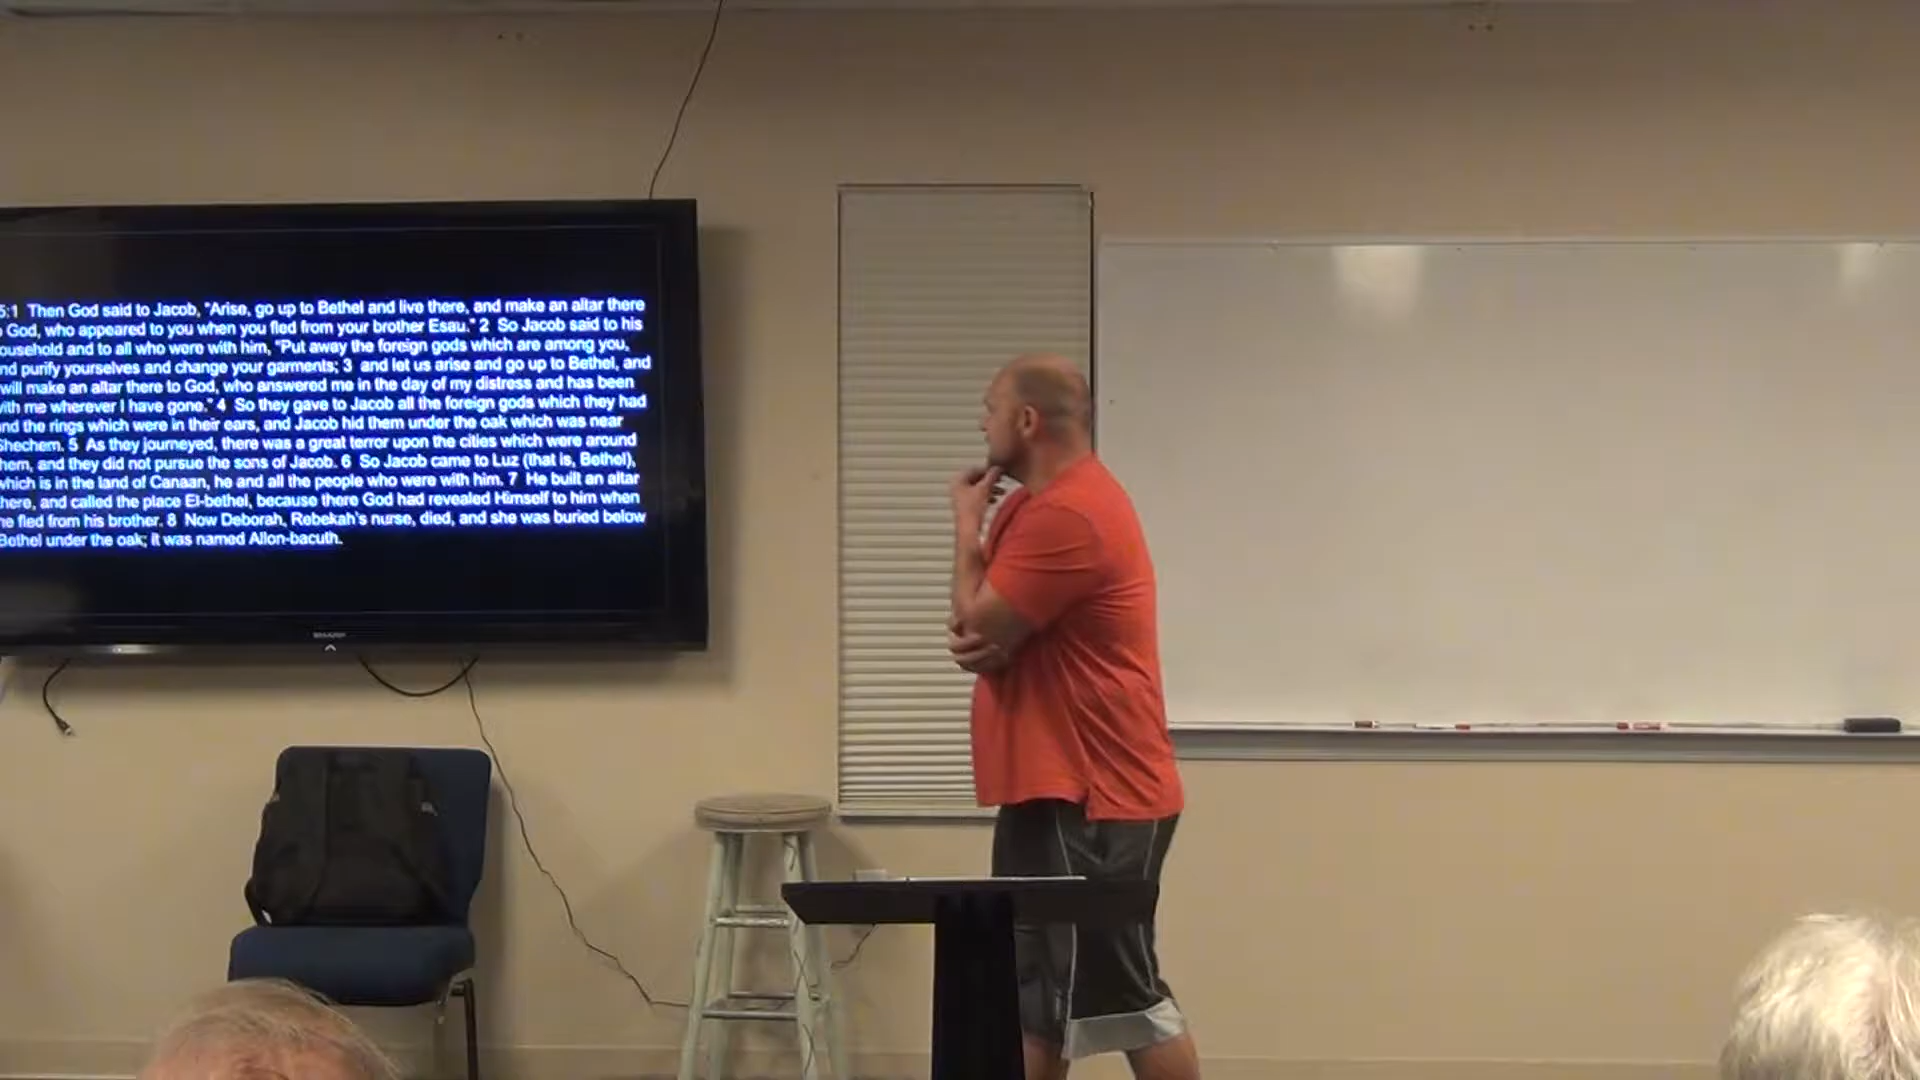 5:1 Then God said to Jacob, "Arise, go up to Bethel and live there, and make an altar there
God, who appeared to you when you fled from your brother Esau." 2 So Jacob said to his
ousehold and to all who were with him, "Put away the foreign gods which are among you,
nd purify yourselves and change your garments; 3 and let us arise and go up to Bethel, and
will make an altar there to God, who answered me in the day of my distress and has been
ith me wherever I have gone." 4 So they gave to Jacob all the foreign gods which they had
nd the rings which were in their ears, and Jacob hid them under the oak which was near
Shechem. 5 As they journeyed, there was a great terror upon the cities which were around
hem, and they did not pursue the sons of Jacob. 6 So Jacob came to Luz (that is, Bethel),
which is in the land of Canaan, he and all the people who were with him. 7 He built an altar
here, and called the place El-bethel, because there God had revealed Himself to him when
he fled from his brother. 8 Now Deborah, Rebekah's nurse, died, and she was buried below
Bethel under the oak; it was named Allon-bacuth.
SHARP